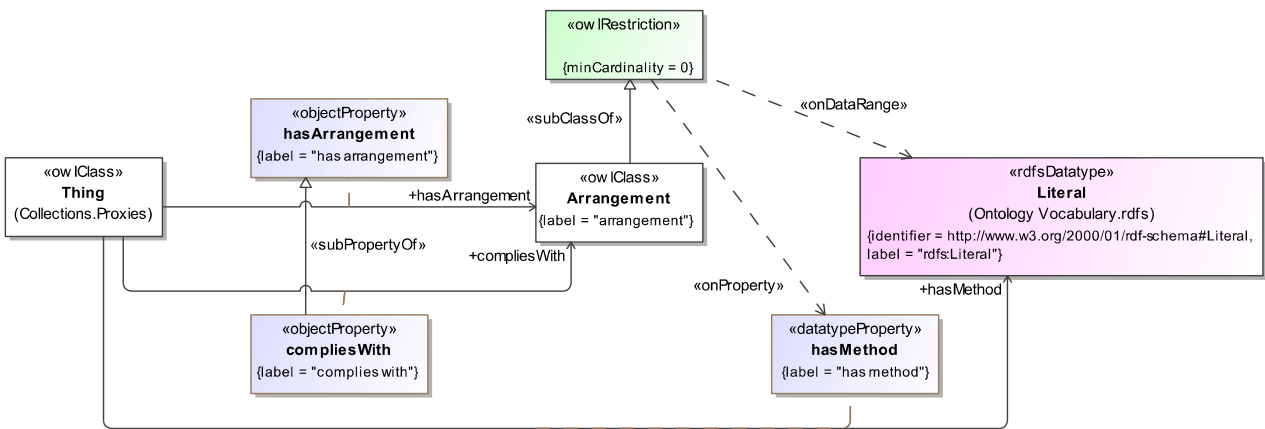 «owlRestriction»
{minCardinality = 0}
«onDataRange»
«subClassOf»
«objectProperty»
hasArrangement
{label = "has arrangement"}
«owlClass»
Thing
(Collections.Proxies)
+hasArrangement
«owlClass»
Arrangement
{label = "arrangement"}
«rdfsDatatype»
Literal
(Ontology Vocabulary.rdfs)
{identifier = http://www.w3.org/2000/01/rdf-schema#Literal,
label = "rdfs:Literal"}
«subPropertyOf»
+compliesWith
«onProperty»
+hasMethod
«objectProperty»
compliesWith
{label = "complies with"}
«datatypeProperty»
hasMethod
{label = "has method"}